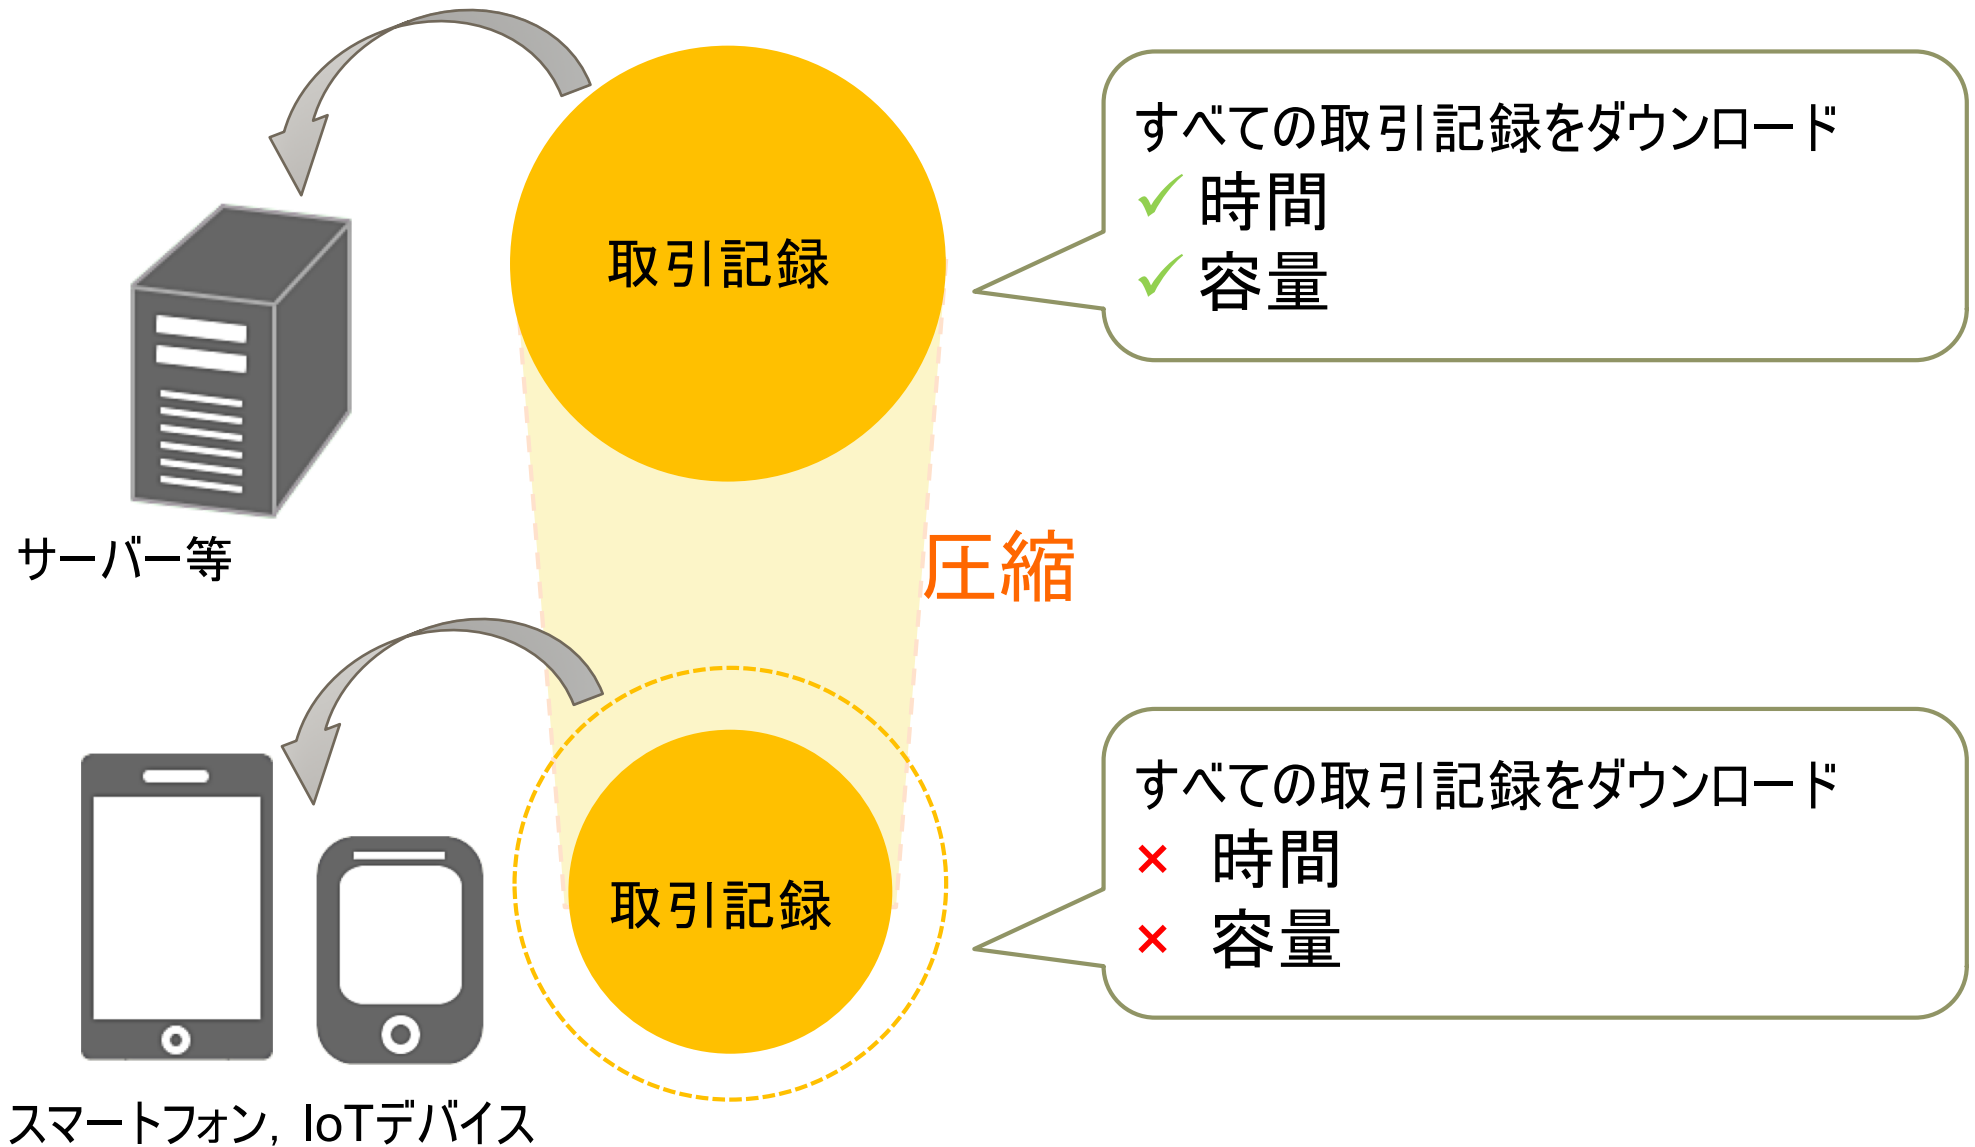 取引記録
すべての取引記録をダウンロード
✓ 時間
✓ 容量
サーバー等
圧縮
取引記録
すべての取引記録をダウンロード
× 時間
× 容量
スマートフォン, IoTデバイス